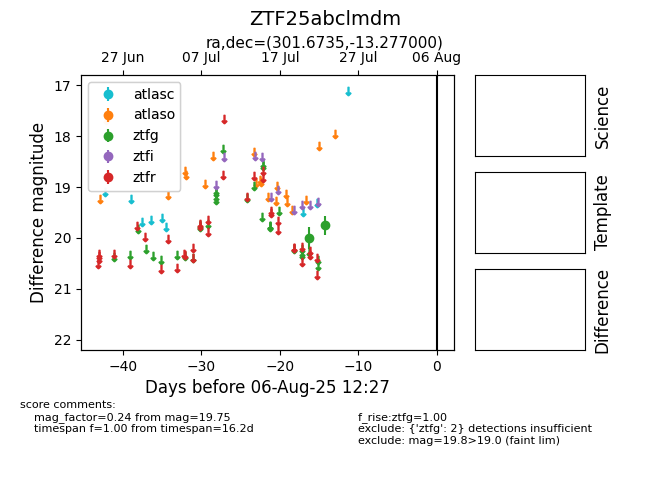 ZTF25abclmdm
ra,dec=(301.6735,-13.277000)
27 Jun 07 Jul 17 Jul 27 Jul 06 Aug
17
18
19
20
21
22
Difference magnitude
atlasc
atlaso
ztfg
ztfi
ztfr
−40 −30 −20 −10 0
Days before 06-Aug-25 12:27
Science
Template
Difference
score comments:
mag_factor=0.24 from mag=19.75
timespan f=1.00 from timespan=16.2d
f_rise:ztfg=1.00
exclude: {'ztfg': 2} detections insufficient
exclude: mag=19.8>19.0 (faint lim)